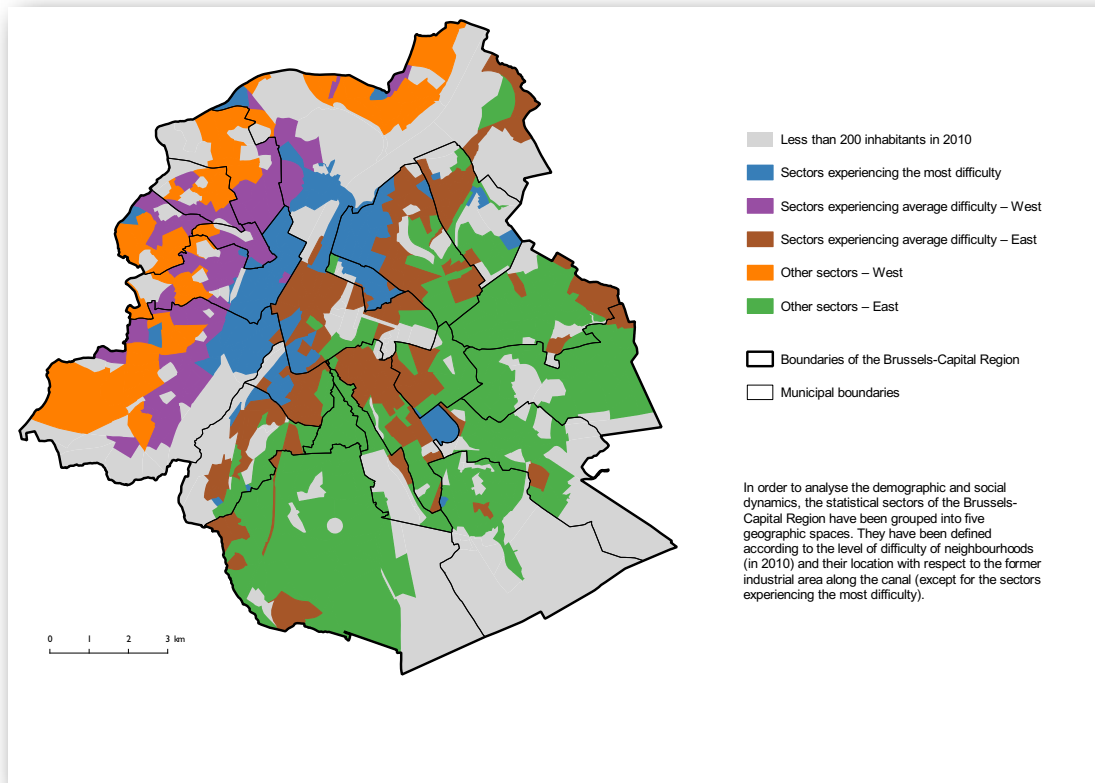 Less than 200 inhabitants in 2010
Sectors experiencing the most difficulty
Sectors experiencing average difficulty – West
Sectors experiencing average difficulty – East
Other sectors – West
Other sectors – East
Boundaries of the Brussels-Capital Region
Municipal boundaries
In order to analyse the demographic and social
dynamics, the statistical sectors of the Brussels-
Capital Region have been grouped into five
geographic spaces. They have been defined
according to the level of difficulty of neighbourhoods
(in 2010) and their location with respect to the former
industrial area along the canal (except for the sectors
experiencing the most difficulty).
0 1 2 3 km